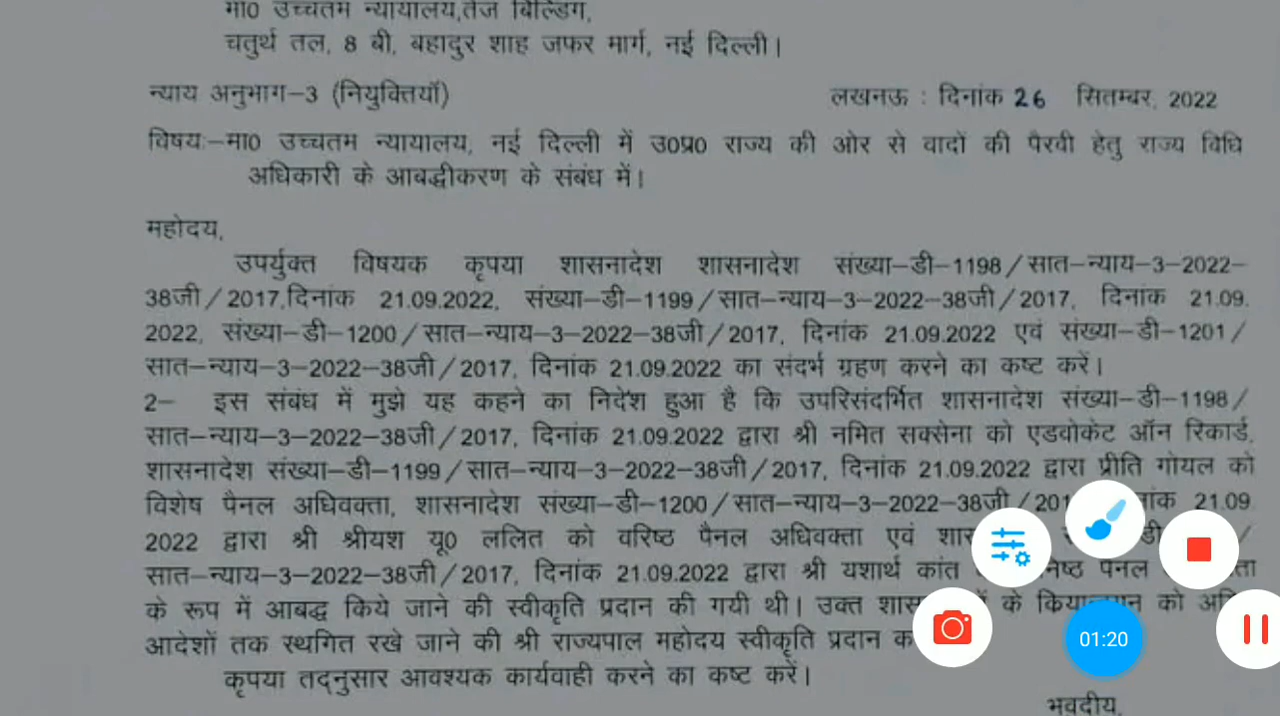 मा0 उच्चतम न्यायालय,तेज बिल्डिंग,
चतुर्थ तल, 8 बी, बहादुर शाह जफर मार्ग, नई दिल्ली।
न्याय अनुभाग–3 (नियुक्तियॉ) लखनऊ : दिनांक 26 सितम्बर, 2022
विषयः–मा0 उच्चतम न्यायालय, नई दिल्ली में उ0प्र0 राज्य की ओर से वादों की पैरवी हेतु राज्य विधि
अधिकारी के आबद्धीकरण के संबंध में।
महोदय,
उपर्युक्त विषयक कृपया शासनादेश शासनादेश संख्या–डी–1198/सात–न्याय–3–2022–
38जी/2017,दिनांक 21.09.2022, संख्या–डी–1199/सात–न्याय–3–2022–38जी/2017, दिनांक 21.09.
2022, संख्या–डी–1200/सात–न्याय–3–2022–38जी/2017, दिनांक 21.09.2022 एवं संख्या–डी–1201/
सात–न्याय–3–2022–38जी/2017, दिनांक 21.09.2022 का संदर्भ ग्रहण करने का कष्ट करें।
2– इस संबंध में मुझे यह कहने का निदेश हुआ है कि उपरिसंदर्भित शासनादेश संख्या–डी–1198/
सात–न्याय–3–2022–38जी/2017, दिनांक 21.09.2022 द्वारा श्री नमित सक्सेना को एडवोकेट ऑन रिकार्ड,
शासनादेश संख्या–डी–1199/सात–न्याय–3–2022–38जी/2017, दिनांक 21.09.2022 द्वारा प्रीति गोयल को
विशेष पैनल अधिवक्ता, शासनादेश संख्या–डी–1200/सात–न्याय–3–2022–38जी/201 21.09
2022 द्वारा श्री श्रीयश यू0 ललित को वरिष्ठ पैनल अधिवक्ता एवं
सात–न्याय–3–2022–38जी/2017, दिनांक 21.09.2022 द्वारा श्री यशार्थ कांत पैनल
के रूप में आबद्ध किये जाने की स्वीकृति प्रदान की गयी थी। उक्त के को
आदेशों तक स्थगित रखे जाने की श्री राज्यपाल महोदय स्वीकृति प्रदान
कृपया तद्नुसार आवश्यक कार्यवाही करने का कष्ट करें।
भवदीय,
01:20